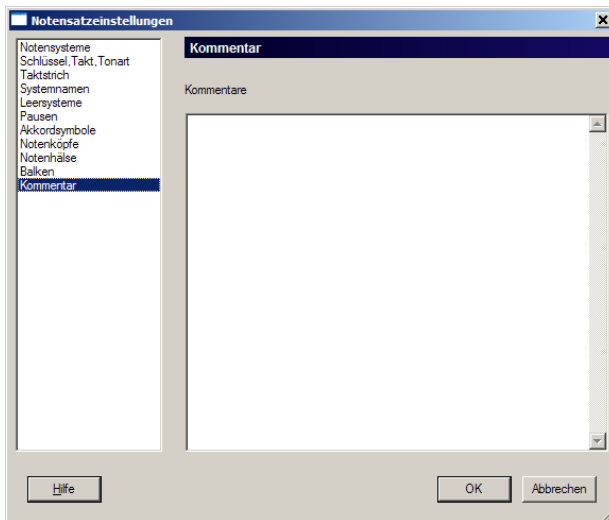 Notensatzeinstellungen
Notensysteme
Schlüssel,Takt,Tonart
Taktstrich
Systemnamen
Leersysteme
Pausen
Akkordsymbole
Notenköpfe
Notenhälse
Balken
Kommentar
Kommentar
Kommentare
Hilfe
OK
Abbrechen